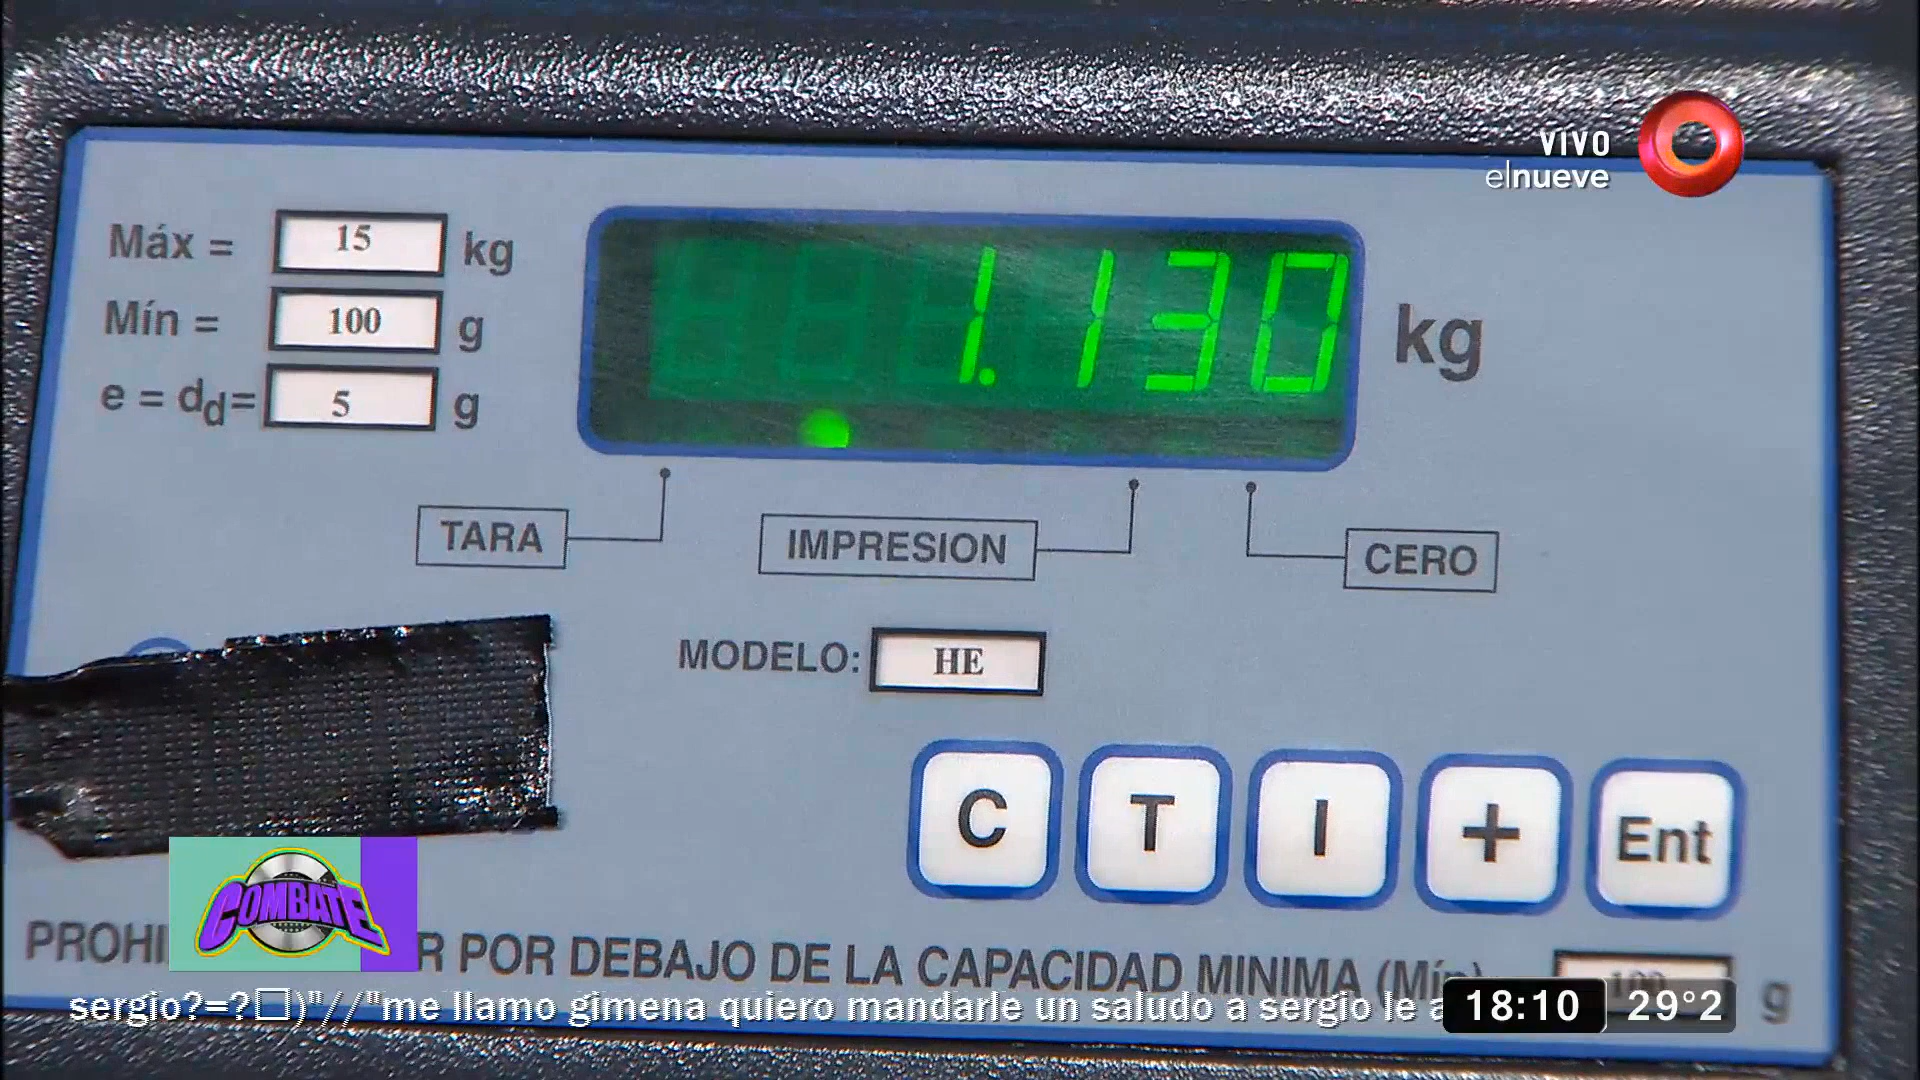 VIVO
elnueve
Máx = 15 kg
Mín = 100 g
e = dd= 5 g
1.130 kg
TARA
IMPRESION
CERO
MODELO: HE
C T I + Ent
COMBATE
POR DEBAJO DE LA CAPACIDAD MINIMA (Mín) 100 g
sergio?=?□)"//"me llamo gimena quiero mandarle un saludo a sergio le a
18:10 29°2